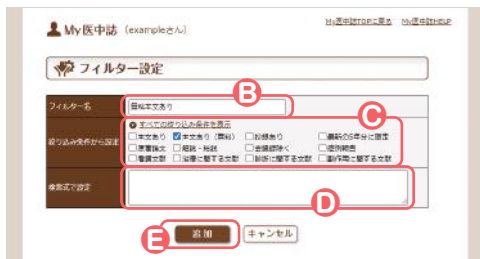 My医中誌 (exampleさん)
My医中誌TOPに戻る My医中誌HELP
フィルター設定
B
フィルター名 無料本文あり
C
すべての絞り込み条件を表示
絞り込み条件から設定
本文あり 本文あり（無料） 抄録あり 最新の5年分に限定
原著論文 解説・総説 会議録除く 症例報告
看護文献 治療に関する文献 診断に関する文献 副作用に関する文献
検索式で設定
D
E 追加 キャンセル